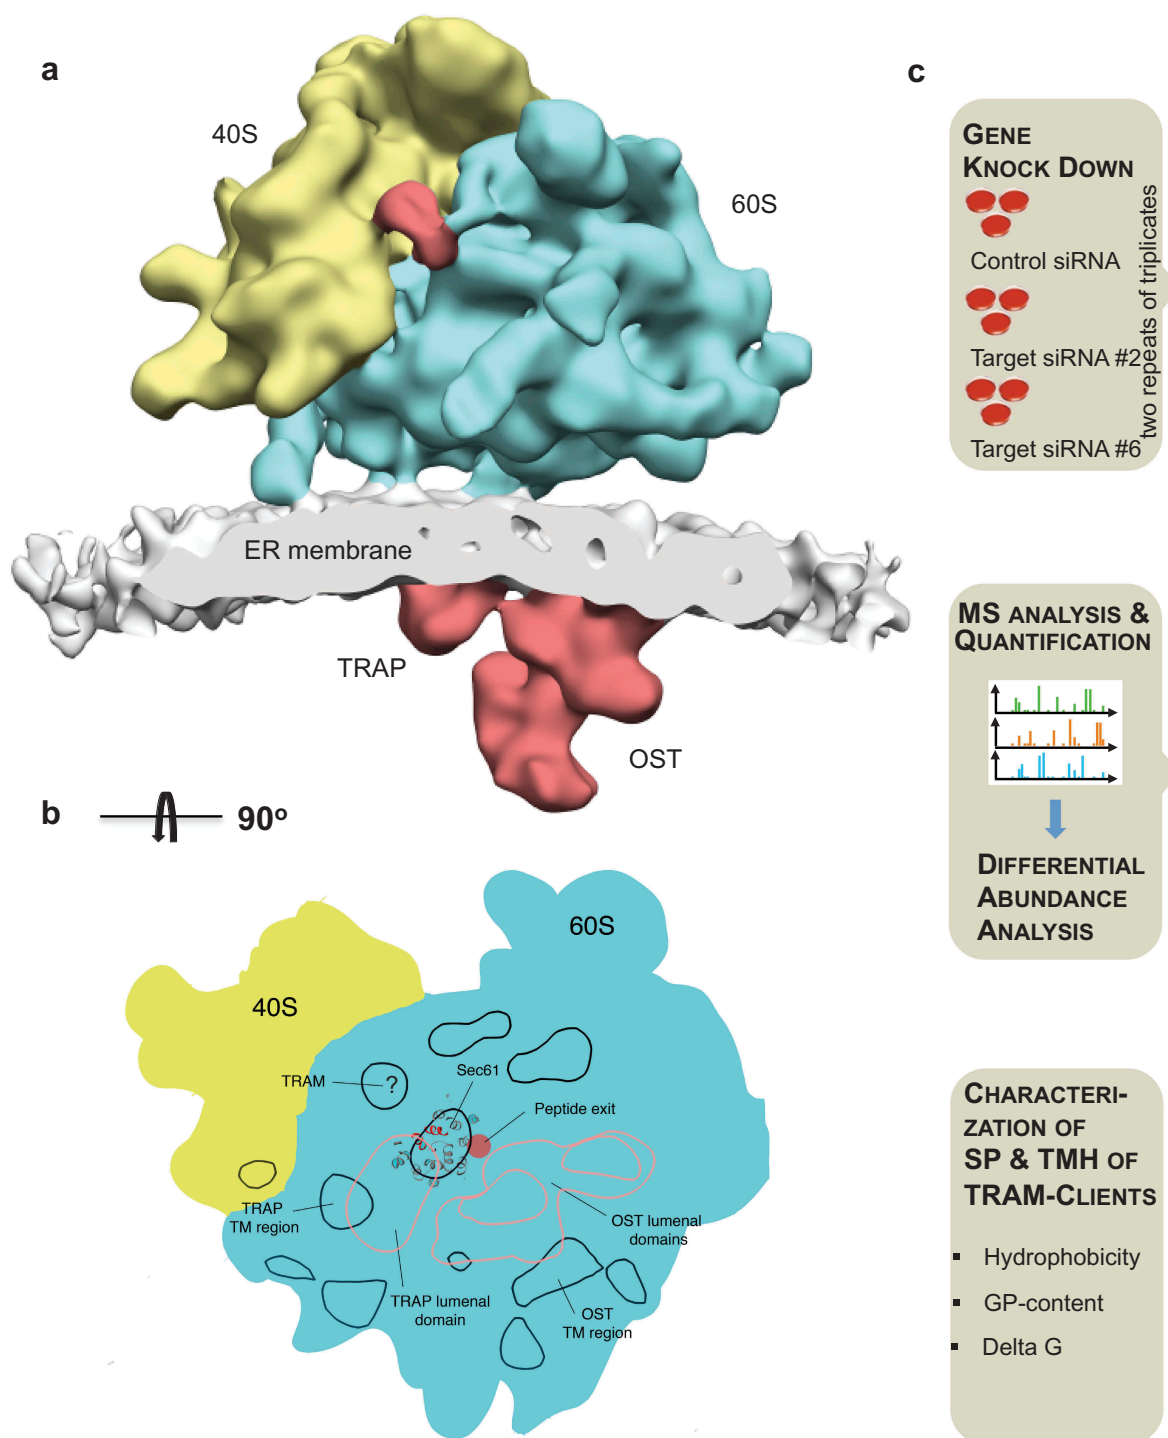 a
40S
60S
ER membrane
TRAP
OST
b
90º
60S
40S
TRAM
?
Sec61
Peptide exit
TRAP
TM region
OST lumenal
domains
TRAP lumenal
domain
OST
TM region
c
GENE
KNOCK DOWN
Control siRNA
Target siRNA #2
Target siRNA #6
two repeats of triplicates
MS ANALYSIS &
QUANTIFICATION
DIFFERENTIAL
ABUNDANCE
ANALYSIS
CHARACTERI-
ZATION OF
SP & TMH OF
TRAM-CLIENTS
▪ Hydrophobicity
▪ GP-content
▪ Delta G